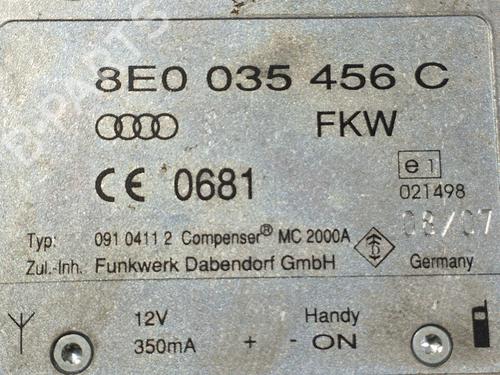 8E0 035 456 C
FKW
CE 0681
e1
021498
08/07
Typ: 091 0411 2 Compenser® MC 2000A
Zul.-Inh. Funkwerk Dabendorf GmbH
Germany
12V
350mA
Handy
+ - ON
B-PARTS